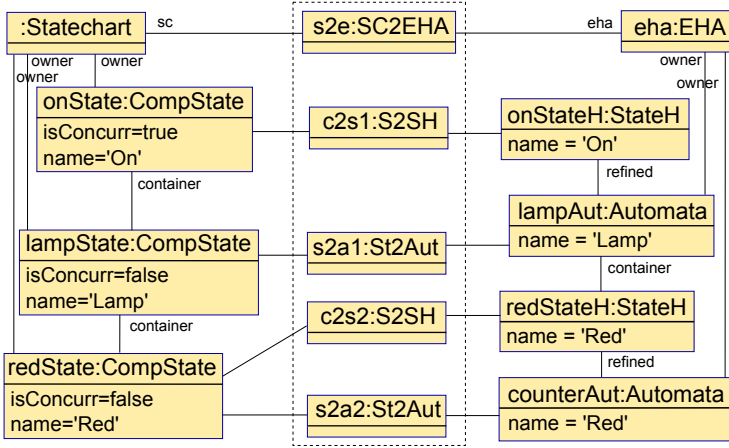 :Statechart
sc
s2e:SC2EHA
eha
eha:EHA
owner
owner
owner
owner
owner
onState:CompState
isConcurr=true
name='On'
c2s1:S2SH
onStateH:StateH
name = 'On'
container
refined
lampState:CompState
isConcurr=false
name='Lamp'
s2a1:St2Aut
lampAut:Automata
name = 'Lamp'
container
container
c2s2:S2SH
redStateH:StateH
name = 'Red'
refined
redState:CompState
isConcurr=false
name='Red'
s2a2:St2Aut
counterAut:Automata
name = 'Red'